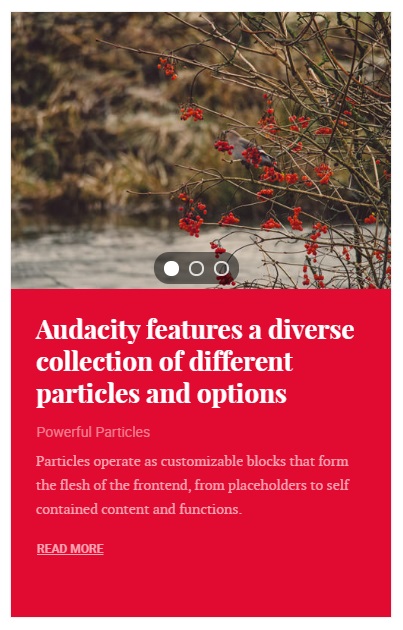 Audacity features a diverse
collection of different
particles and options
Powerful Particles
Particles operate as customizable blocks that form
the flesh of the frontend, from placeholders to self
contained content and functions.
READ MORE